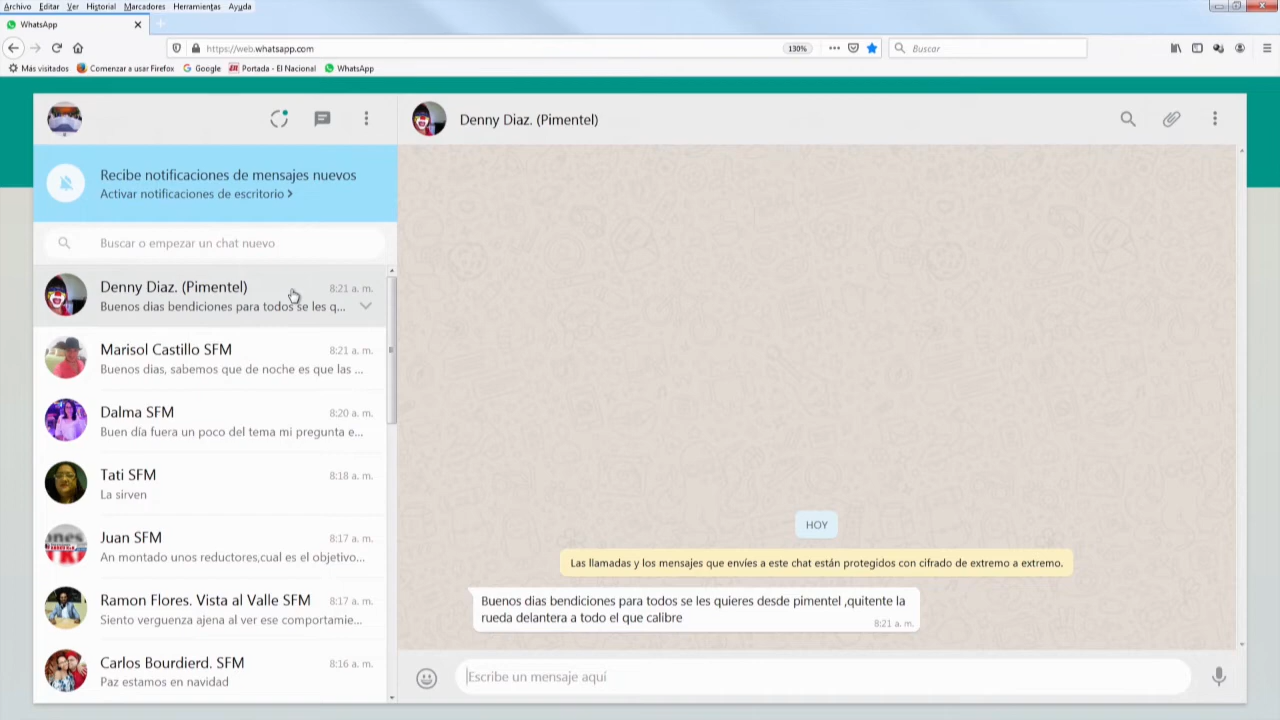 Archivo Editar Ver Historial Marcadores Herramientas Ayuda
WhatsApp
https://web.whatsapp.com
130%
Buscar
Más visitados Comenzar a usar Firefox Google Portada - El Nacional WhatsApp
Denny Diaz. (Pimentel)
Recibe notificaciones de mensajes nuevos
Activar notificaciones de escritorio >
Buscar o empezar un chat nuevo
Denny Diaz. (Pimentel) 8:21 a. m.
Buenos dias bendiciones para todos se les q...
Marisol Castillo SFM 8:21 a. m.
Buenos dias, sabemos que de noche es que las ...
Dalma SFM 8:20 a. m.
Buen día fuera un poco del tema mi pregunta e...
Tati SFM 8:18 a. m.
La sirven
Juan SFM 8:17 a. m.
An montado unos reductores,cual es el objetivo...
Ramon Flores. Vista al Valle SFM 8:17 a. m.
Siento verguenza ajena al ver ese comportamie...
Carlos Bourdierd. SFM 8:16 a. m.
Paz estamos en navidad
HOY
Las llamadas y los mensajes que envíes a este chat están protegidos con cifrado de extremo a extremo.
Buenos dias bendiciones para todos se les quieres desde pimentel ,quitente la
rueda delantera a todo el que calibre
8:21 a. m.
Escribe un mensaje aquí